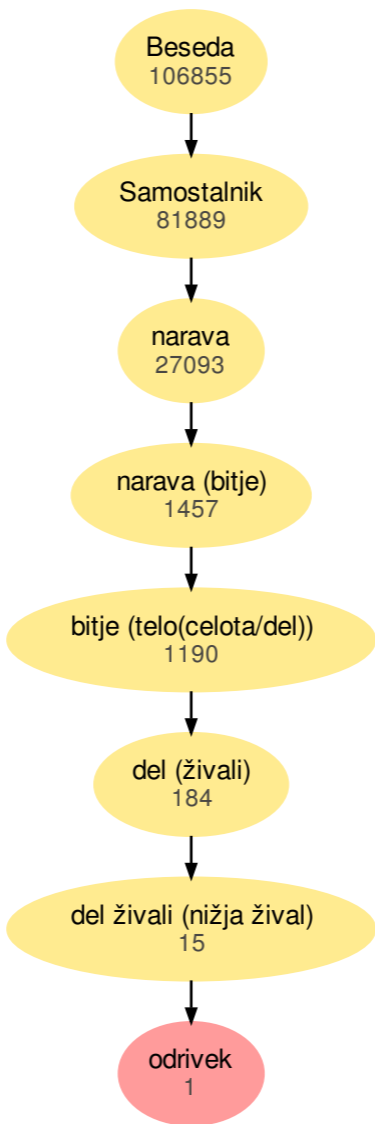 Beseda
106855
Samostalnik
81889
narava
27093
narava (bitje)
1457
bitje (telo(celota/del))
1190
del (živali)
184
del živali (nižja žival)
15
odrivek
1